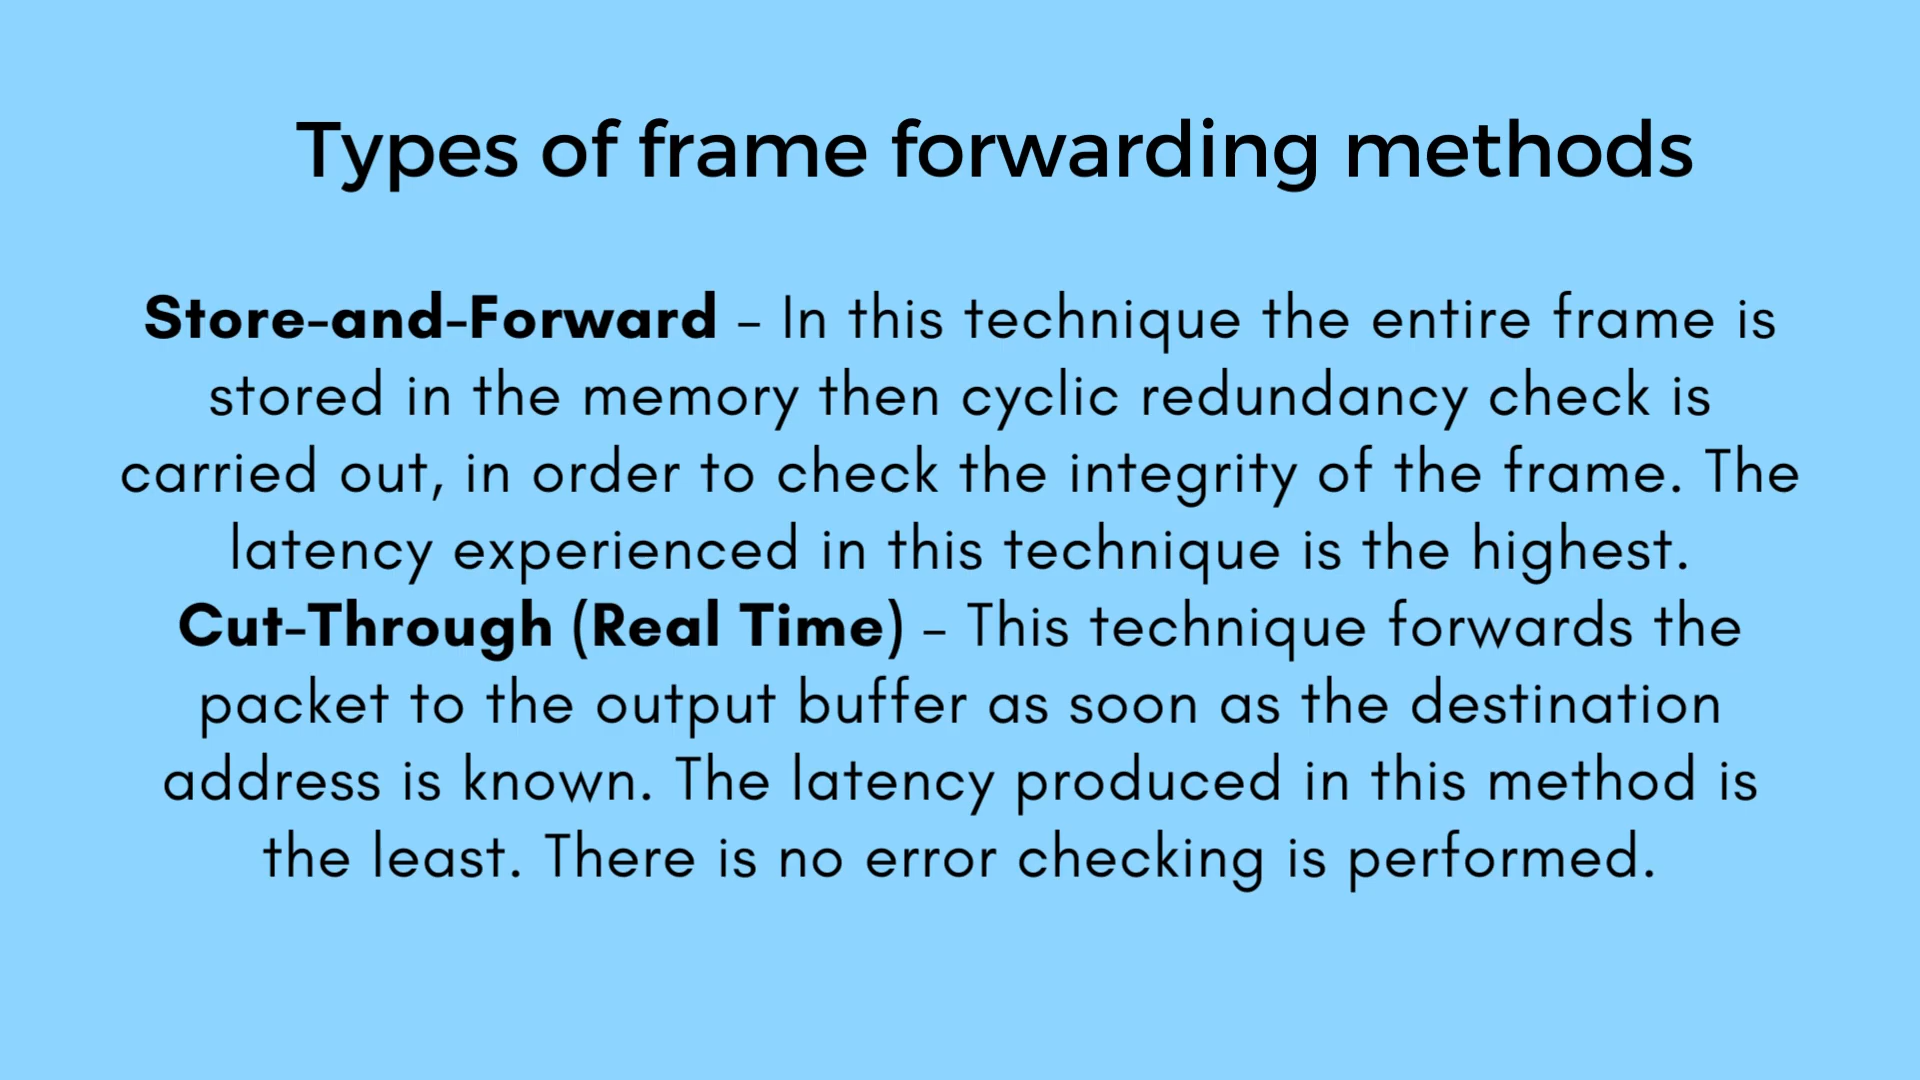 Types of frame forwarding methods
Store-and-Forward – In this technique the entire frame is
stored in the memory then cyclic redundancy check is
carried out, in order to check the integrity of the frame. The
latency experienced in this technique is the highest.
Cut-Through (Real Time) – This technique forwards the
packet to the output buffer as soon as the destination
address is known. The latency produced in this method is
the least. There is no error checking is performed.